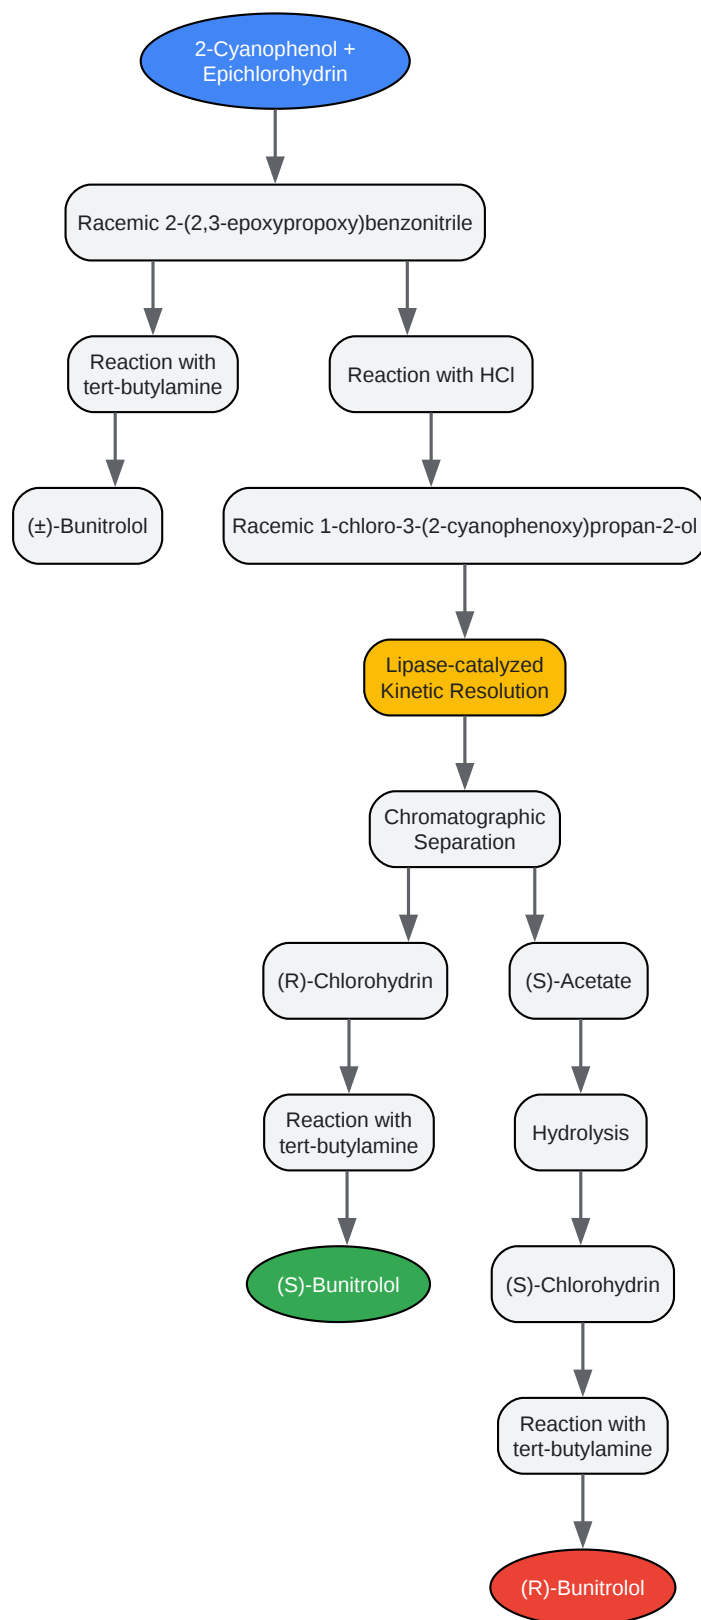 2-Cyanophenol +
Epichlorohydrin
Racemic 2-(2,3-epoxypropoxy)benzonitrile
Reaction with
tert-butylamine
Reaction with HCl
(±)-Bunitrolol
Racemic 1-chloro-3-(2-cyanophenoxy)propan-2-ol
Lipase-catalyzed
Kinetic Resolution
Chromatographic
Separation
(R)-Chlorohydrin
(S)-Acetate
Reaction with
tert-butylamine
Hydrolysis
(S)-Bunitrolol
(S)-Chlorohydrin
Reaction with
tert-butylamine
(R)-Bunitrolol